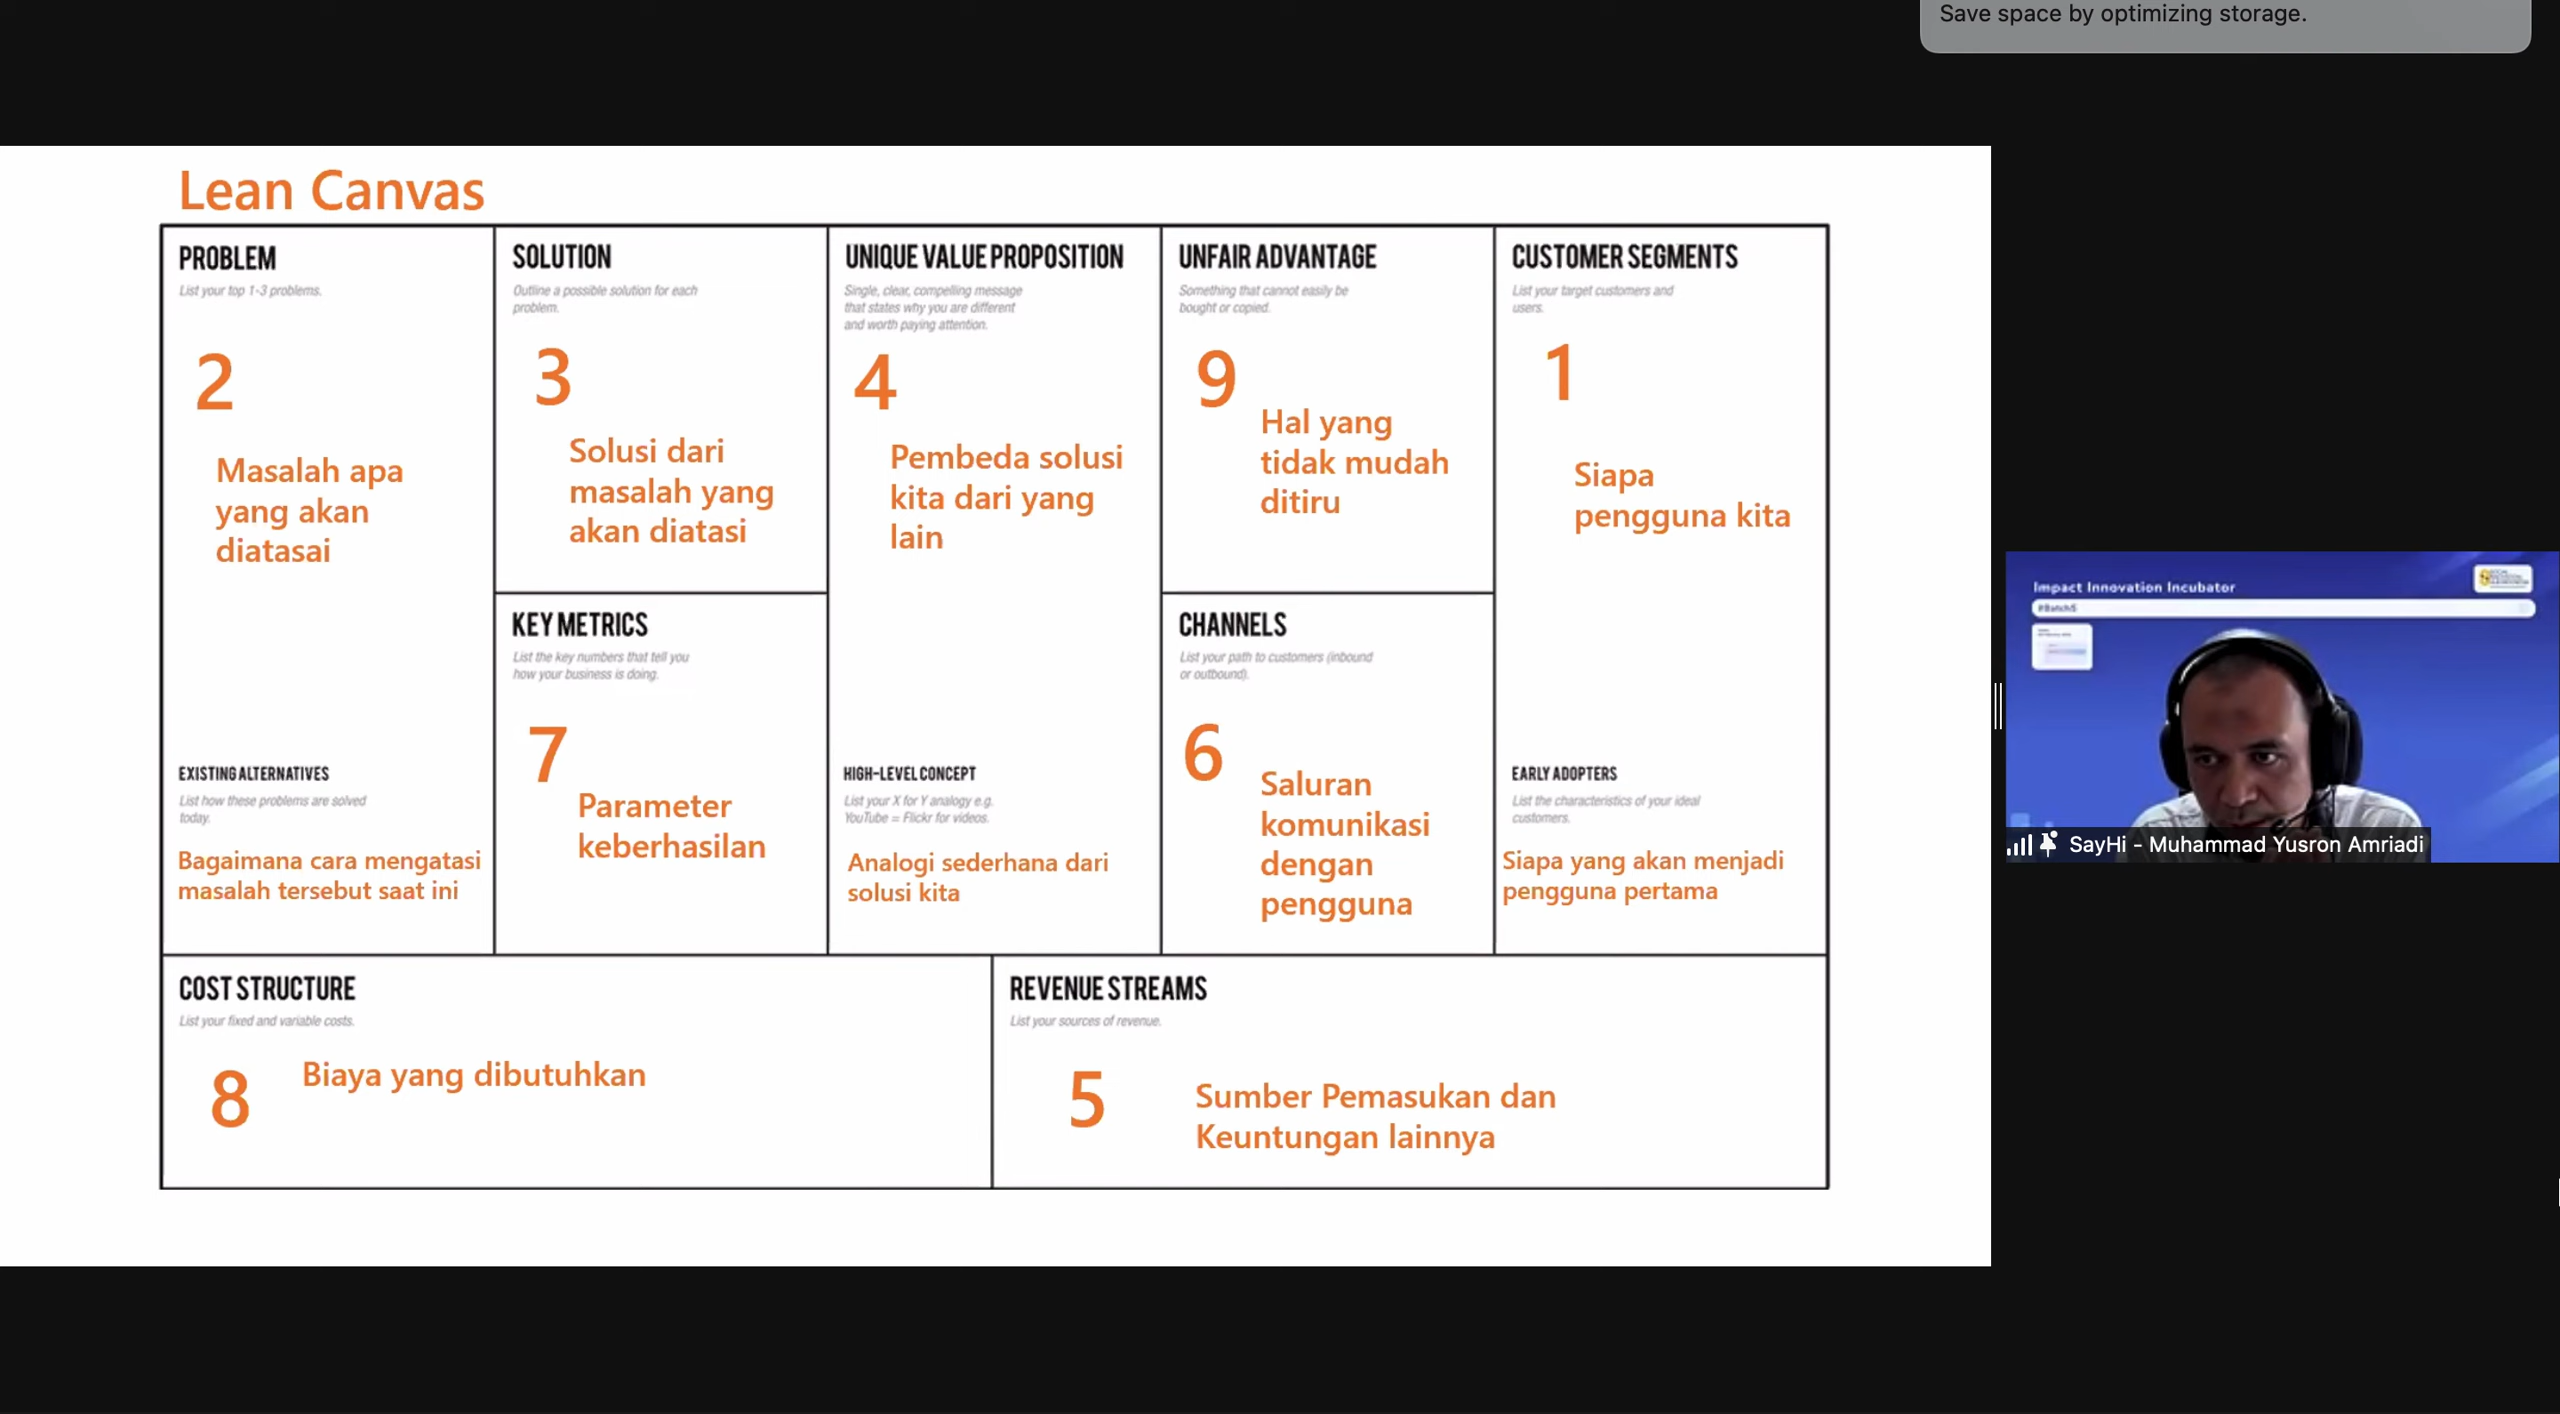 Save space by optimizing storage.
Lean Canvas
PROBLEM
List your top 1-3 problems.
2
Masalah apa
yang akan
diatasai
EXISTING ALTERNATIVES
List how these problems are solved
today.
Bagaimana cara mengatasi
masalah tersebut saat ini
SOLUTION
Outline a possible solution for each
problem.
3
Solusi dari
masalah yang
akan diatasi
KEY METRICS
List the key numbers that tell you
how your business is doing.
7
Parameter
keberhasilan
UNIQUE VALUE PROPOSITION
Single, clear, compelling message
that states why you are different
and worth paying attention.
4
Pembeda solusi
kita dari yang
lain
HIGH-LEVEL CONCEPT
List your X for Y analogy e.g.
YouTube = Flickr for videos.
Analogi sederhana dari
solusi kita
UNFAIR ADVANTAGE
Something that cannot easily be
bought or copied.
9
Hal yang
tidak mudah
ditiru
CHANNELS
List your path to customers (inbound
or outbound).
6
Saluran
komunikasi
dengan
pengguna
CUSTOMER SEGMENTS
List your target customers and
users.
1
Siapa
pengguna kita
EARLY ADOPTERS
List the characteristics of your ideal
customers.
Siapa yang akan menjadi
pengguna pertama
COST STRUCTURE
List your fixed and variable costs.
8
Biaya yang dibutuhkan
REVENUE STREAMS
List your sources of revenue.
5
Sumber Pemasukan dan
Keuntungan lainnya
Impact Innovation Incubator
#Batch5
SayHi - Muhammad Yusron Amriadi